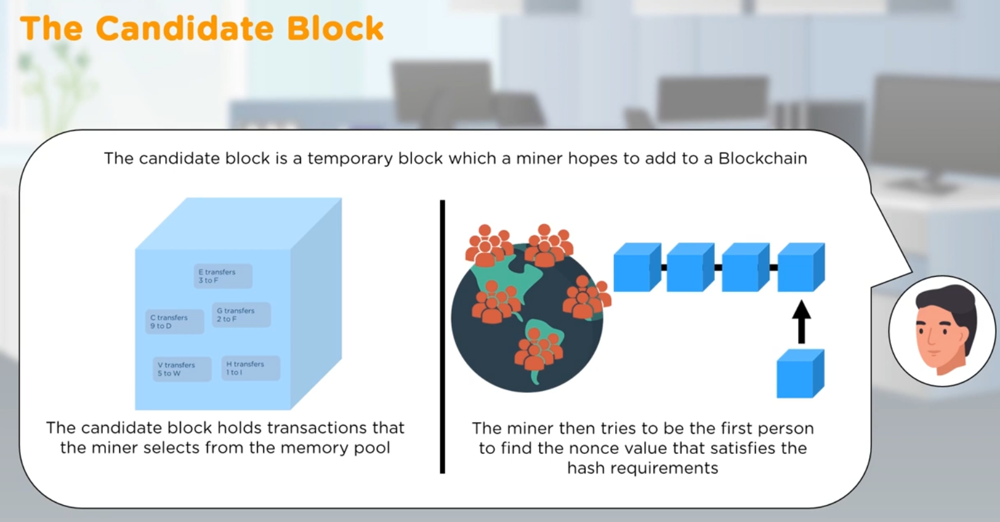 The Candidate Block
The candidate block is a temporary block which a miner hopes to add to a Blockchain
E transfers
3 to F
C transfers
9 to D
G transfers
2 to F
V transfers
5 to W
H transfers
1 to I
The candidate block holds transactions that
the miner selects from the memory pool
The miner then tries to be the first person
to find the nonce value that satisfies the
hash requirements